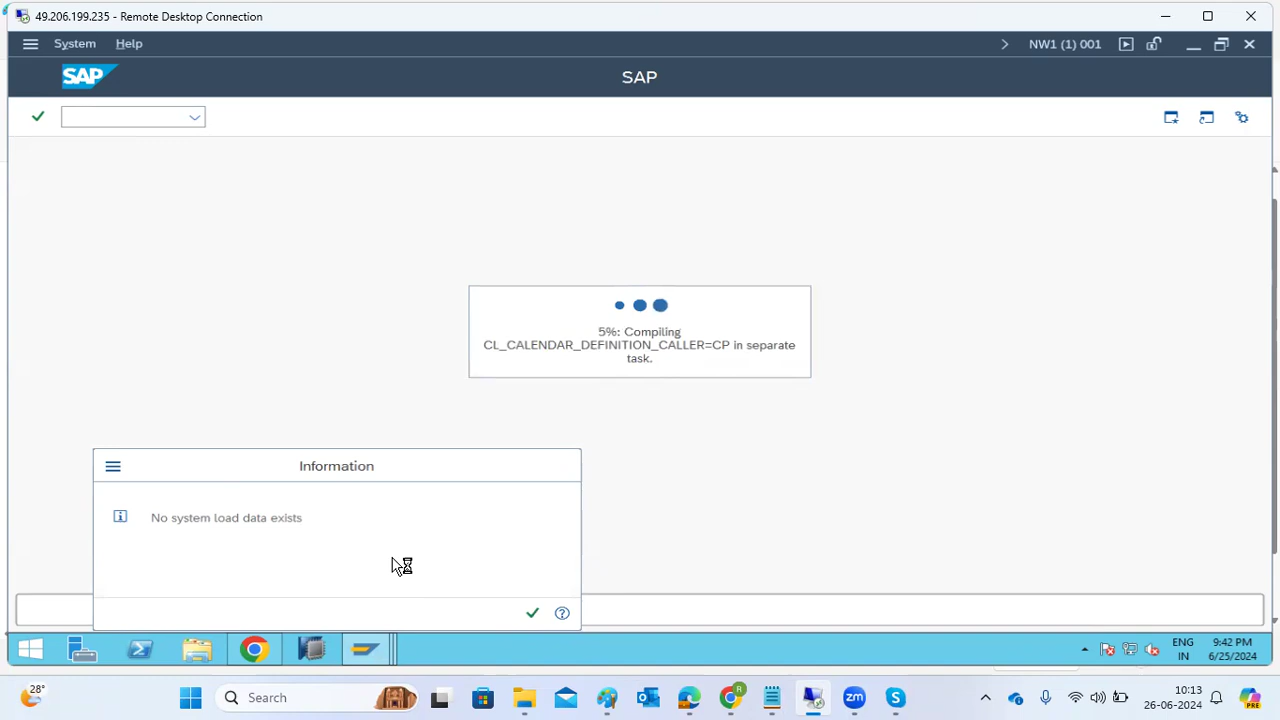 49.206.199.235 - Remote Desktop Connection
System Help
NW1 (1) 001
SAP
SAP
5%: Compiling
CL_CALENDAR_DEFINITION_CALLER=CP in separate
task.
Information
No system load data exists
ENG
IN
9:42 PM
6/25/2024
28°
Search
zm
10:13
26-06-2024
PRE